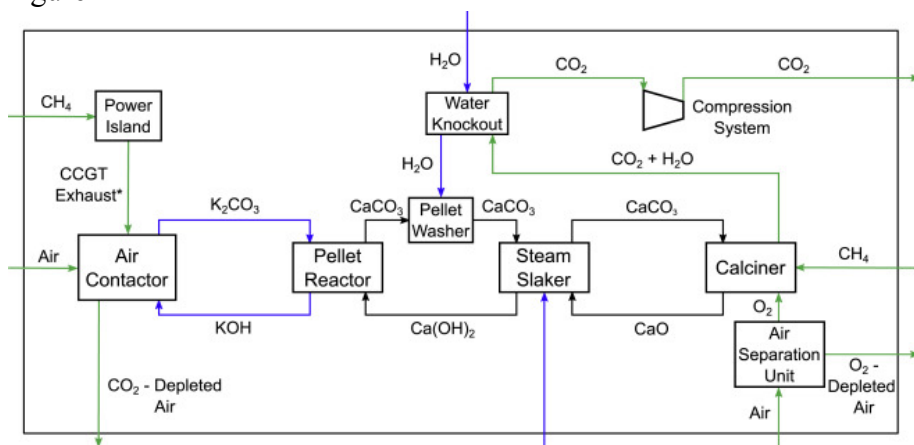 H₂O
CO₂
CO₂
CH₄
Power
Island
Water
Knockout
Compression
System
CO₂ + H₂O
H₂O
CCGT
Exhaust*
K₂CO₃
CaCO₃
Pellet
Washer
CaCO₃
CaCO₃
Air
Air
Contactor
Pellet
Reactor
Steam
Slaker
Calciner
CH₄
O₂
KOH
Ca(OH)₂
CaO
Air
Separation
Unit
O₂ -
Depleted
Air
CO₂ - Depleted
Air
Air